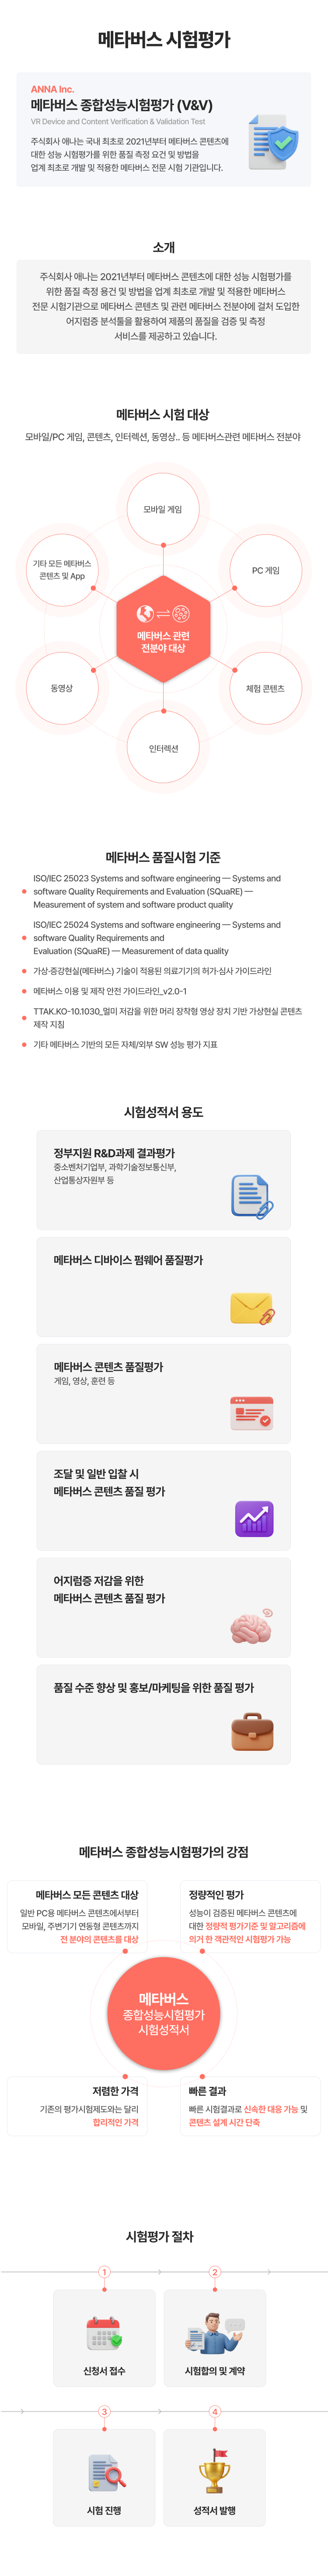 메타버스 시험평가
ANNA Inc.
메타버스 종합성능시험평가 (V&V)
VR Device and Content Verification & Validation Test
주식회사 애나는 국내 최초로 2021년부터 메타버스 콘텐츠에
대한 성능 시험평가를 위한 품질 측정 요건 및 방법을
업계 최초로 개발 및 적용한 메타버스 전문 시험 기관입니다.
소개
주식회사 애나는 2021년부터 메타버스 콘텐츠에 대한 성능 시험평가를
위한 품질 측정 용건 및 방법을 업계 최초로 개발 및 적용한 메타버스
전문 시험기관으로 메타버스 콘텐츠 및 관련 메타버스 전분야에 걸처 도입한
어지럼증 분석툴을 활용하여 제품의 품질을 검증 및 측정
서비스를 제공하고 있습니다.
메타버스 시험 대상
모바일/PC 게임, 콘텐츠, 인터렉션, 동영상.. 등 메타버스관련 메타버스 전분야
모바일 게임
기타 모든 메타버스
콘텐츠 및 App
PC 게임
메타버스 관련
전분야 대상
동영상
체험 콘텐츠
인터렉션
메타버스 품질시험 기준
ISO/IEC 25023 Systems and software engineering — Systems and
software Quality Requirements and Evaluation (SQuaRE) —
Measurement of system and software product quality
ISO/IEC 25024 Systems and software engineering — Systems and
software Quality Requirements and
Evaluation (SQuaRE) — Measurement of data quality
가상·증강현실(메타버스) 기술이 적용된 의료기기의 허가·심사 가이드라인
메타버스 이용 및 제작 안전 가이드라인_v2.0-1
TTAK.KO-10.1030_멀미 저감을 위한 머리 장착형 영상 장치 기반 가상현실 콘텐츠
제작 지침
기타 메타버스 기반의 모든 자체/외부 SW 성능 평가 지표
시험성적서 용도
정부지원 R&D과제 결과평가
중소벤처기업부, 과학기술정보통신부,
산업통상자원부 등
메타버스 디바이스 펌웨어 품질평가
메타버스 콘텐츠 품질평가
게임, 영상, 훈련 등
조달 및 일반 입찰 시
메타버스 콘텐츠 품질 평가
어지럼증 저감을 위한
메타버스 콘텐츠 품질 평가
품질 수준 향상 및 홍보/마케팅을 위한 품질 평가
메타버스 종합성능시험평가의 강점
메타버스 모든 콘텐츠 대상
일반 PC용 메타버스 콘텐츠에서부터
모바일, 주변기기 연동형 콘텐츠까지
전 분야의 콘텐츠를 대상
정량적인 평가
성능이 검증된 메타버스 콘텐츠에
대한 정량적 평가기준 및 알고리즘에
의거 한 객관적인 시험평가 가능
메타버스
종합성능시험평가
시험성적서
저렴한 가격
기존의 평가시험제도와는 달리
합리적인 가격
빠른 결과
빠른 시험결과로 신속한 대응 가능 및
콘텐츠 설계 시간 단축
시험평가 절차
1
2
신청서 접수
시험합의 및 계약
3
4
시험 진행
성적서 발행